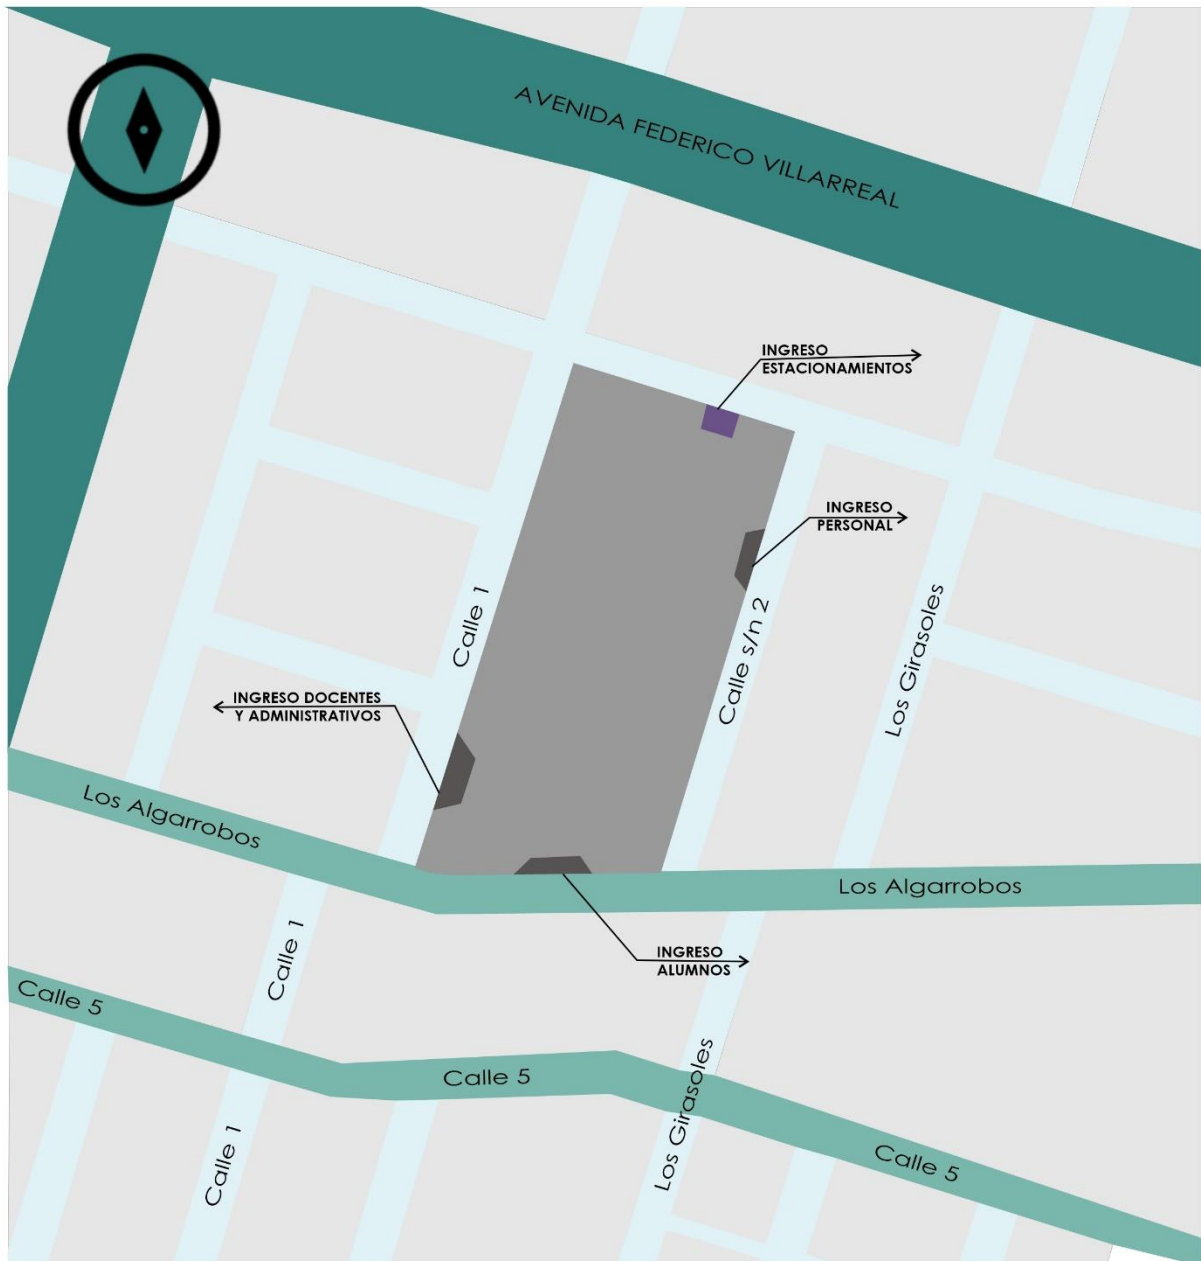 AVENIDA FEDERICO VILLARREAL
INGRESO
ESTACIONAMIENTOS
INGRESO
PERSONAL
Calle 1
Calle s/n 2
Los Girasoles
INGRESO DOCENTES
Y ADMINISTRATIVOS
Los Algarrobos
Los Algarrobos
INGRESO
ALUMNOS
Calle 1
Calle 5
Calle 5
Los Girasoles
Calle 1
Calle 5